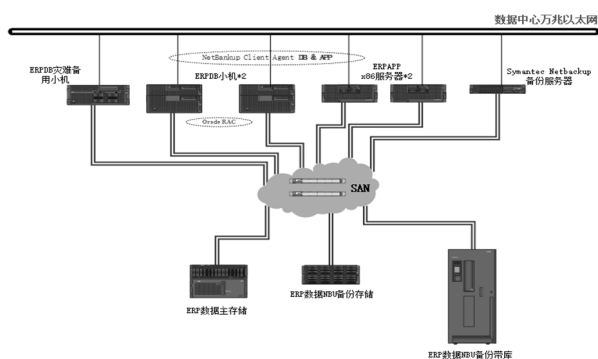 数据中心万兆以太网
NetBankup Client Agent DB & APP
ERPDB灾难备
用小机
ERPDB小机*2
ERPAPP
x86服务器*2
Symantec Netbackup
备份服务器
Oracle RAC
SAN
ERP数据主存储
ERP数据NBU备份存储
ERP数据NBU备份带库